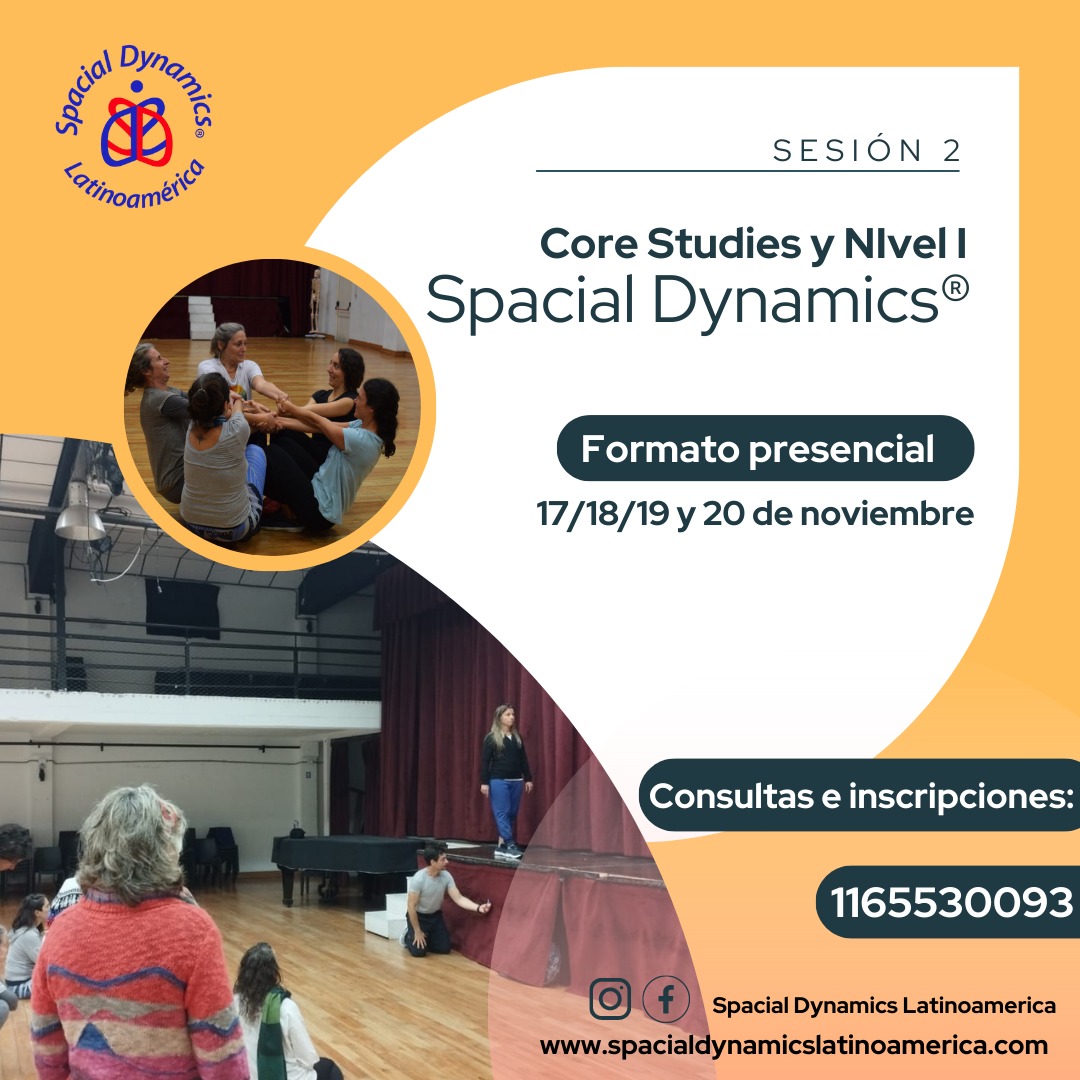 Spacial Dynamics®
Latinoamérica
SESIÓN 2
Core Studies y NIvel I
Spacial Dynamics®
Formato presencial
17/18/19 y 20 de noviembre
Consultas e inscripciones:
1165530093
Spacial Dynamics Latinoamerica
www.spacialdynamicslatinoamerica.com